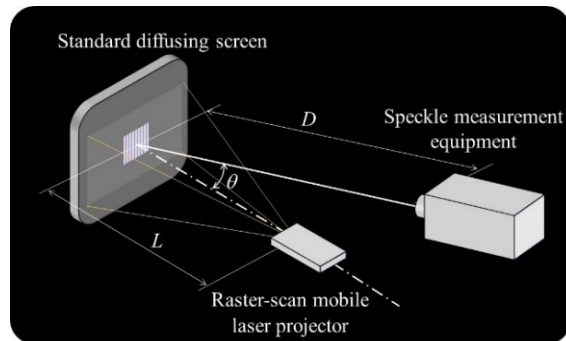 Standard diffusing screen
D
Speckle measurement
equipment
θ
L
Raster-scan mobile
laser projector